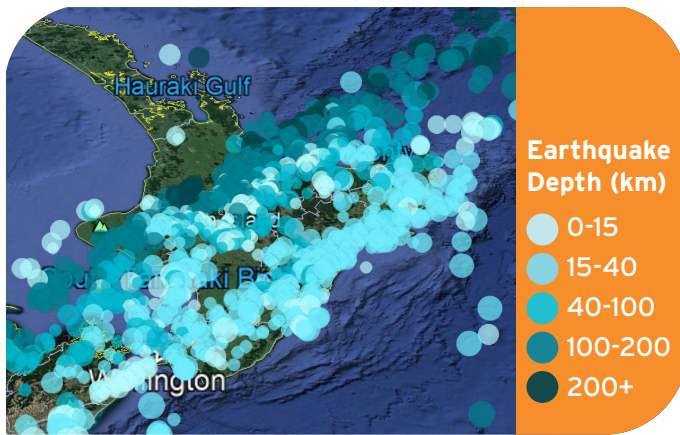 Hauraki Gulf
Wellington
Earthquake
Depth (km)
0-15
15-40
40-100
100-200
200+